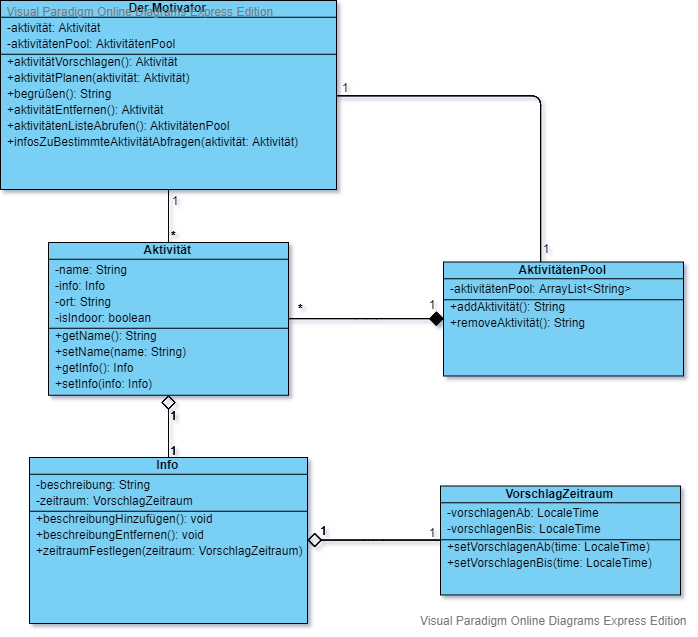 Der Motivator
Visual Paradigm Online Diagrams Express Edition
-aktivität: Aktivität
-aktivitätenPool: AktivitätenPool
+aktivitätVorschlagen(): Aktivität
+aktivitätPlanen(aktivität: Aktivität)
+begrüßen(): String
+aktivitätEntfernen(): Aktivität
+aktivitätenListeAbrufen(): AktivitätenPool
+infosZuBestimmteAktivitätAbfragen(aktivität: Aktivität)
1
1
*
1
Aktivität
-name: String
-info: Info
-ort: String
-isIndoor: boolean
+getName(): String
+setName(name: String)
+getInfo(): Info
+setInfo(info: Info)
*
1
AktivitätenPool
-aktivitätenPool: ArrayList<String>
+addAktivität(): String
+removeAktivität(): String
1
1
Info
-beschreibung: String
-zeitraum: VorschlagZeitraum
+beschreibungHinzufügen(): void
+beschreibungEntfernen(): void
+zeitraumFestlegen(zeitraum: VorschlagZeitraum)
1
1
VorschlagZeitraum
-vorschlagenAb: LocaleTime
-vorschlagenBis: LocaleTime
+setVorschlagenAb(time: LocaleTime)
+setVorschlagenBis(time: LocaleTime)
Visual Paradigm Online Diagrams Express Edition